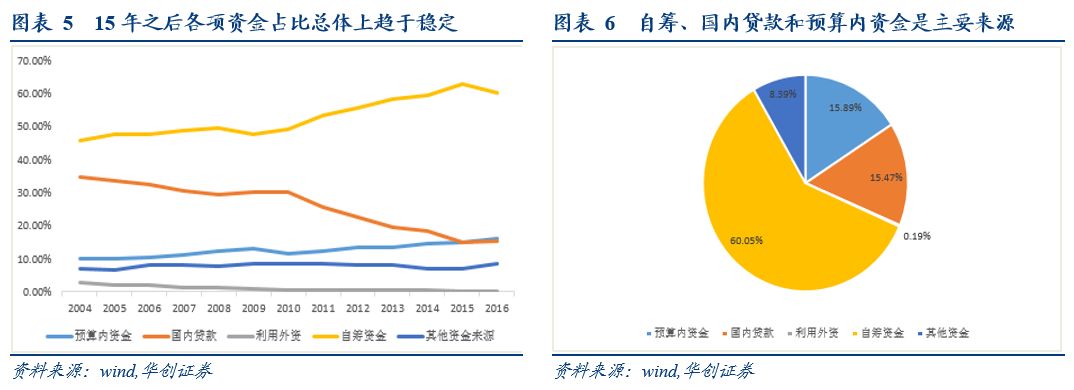 图表 5 15 年之后各项资金占比总体上趋于稳定
70.00%
60.00%
50.00%
40.00%
30.00%
20.00%
10.00%
0.00%
2004 2005 2006 2007 2008 2009 2010 2011 2012 2013 2014 2015 2016
预算内资金 国内贷款 利用外资 自筹资金 其他资金来源
资料来源：wind,华创证券
图表 6 自筹、国内贷款和预算内资金是主要来源
8.39%
15.89%
15.47%
0.19%
60.05%
预算内资金 国内贷款 利用外资 自筹资金 其他资金
资料来源：wind,华创证券